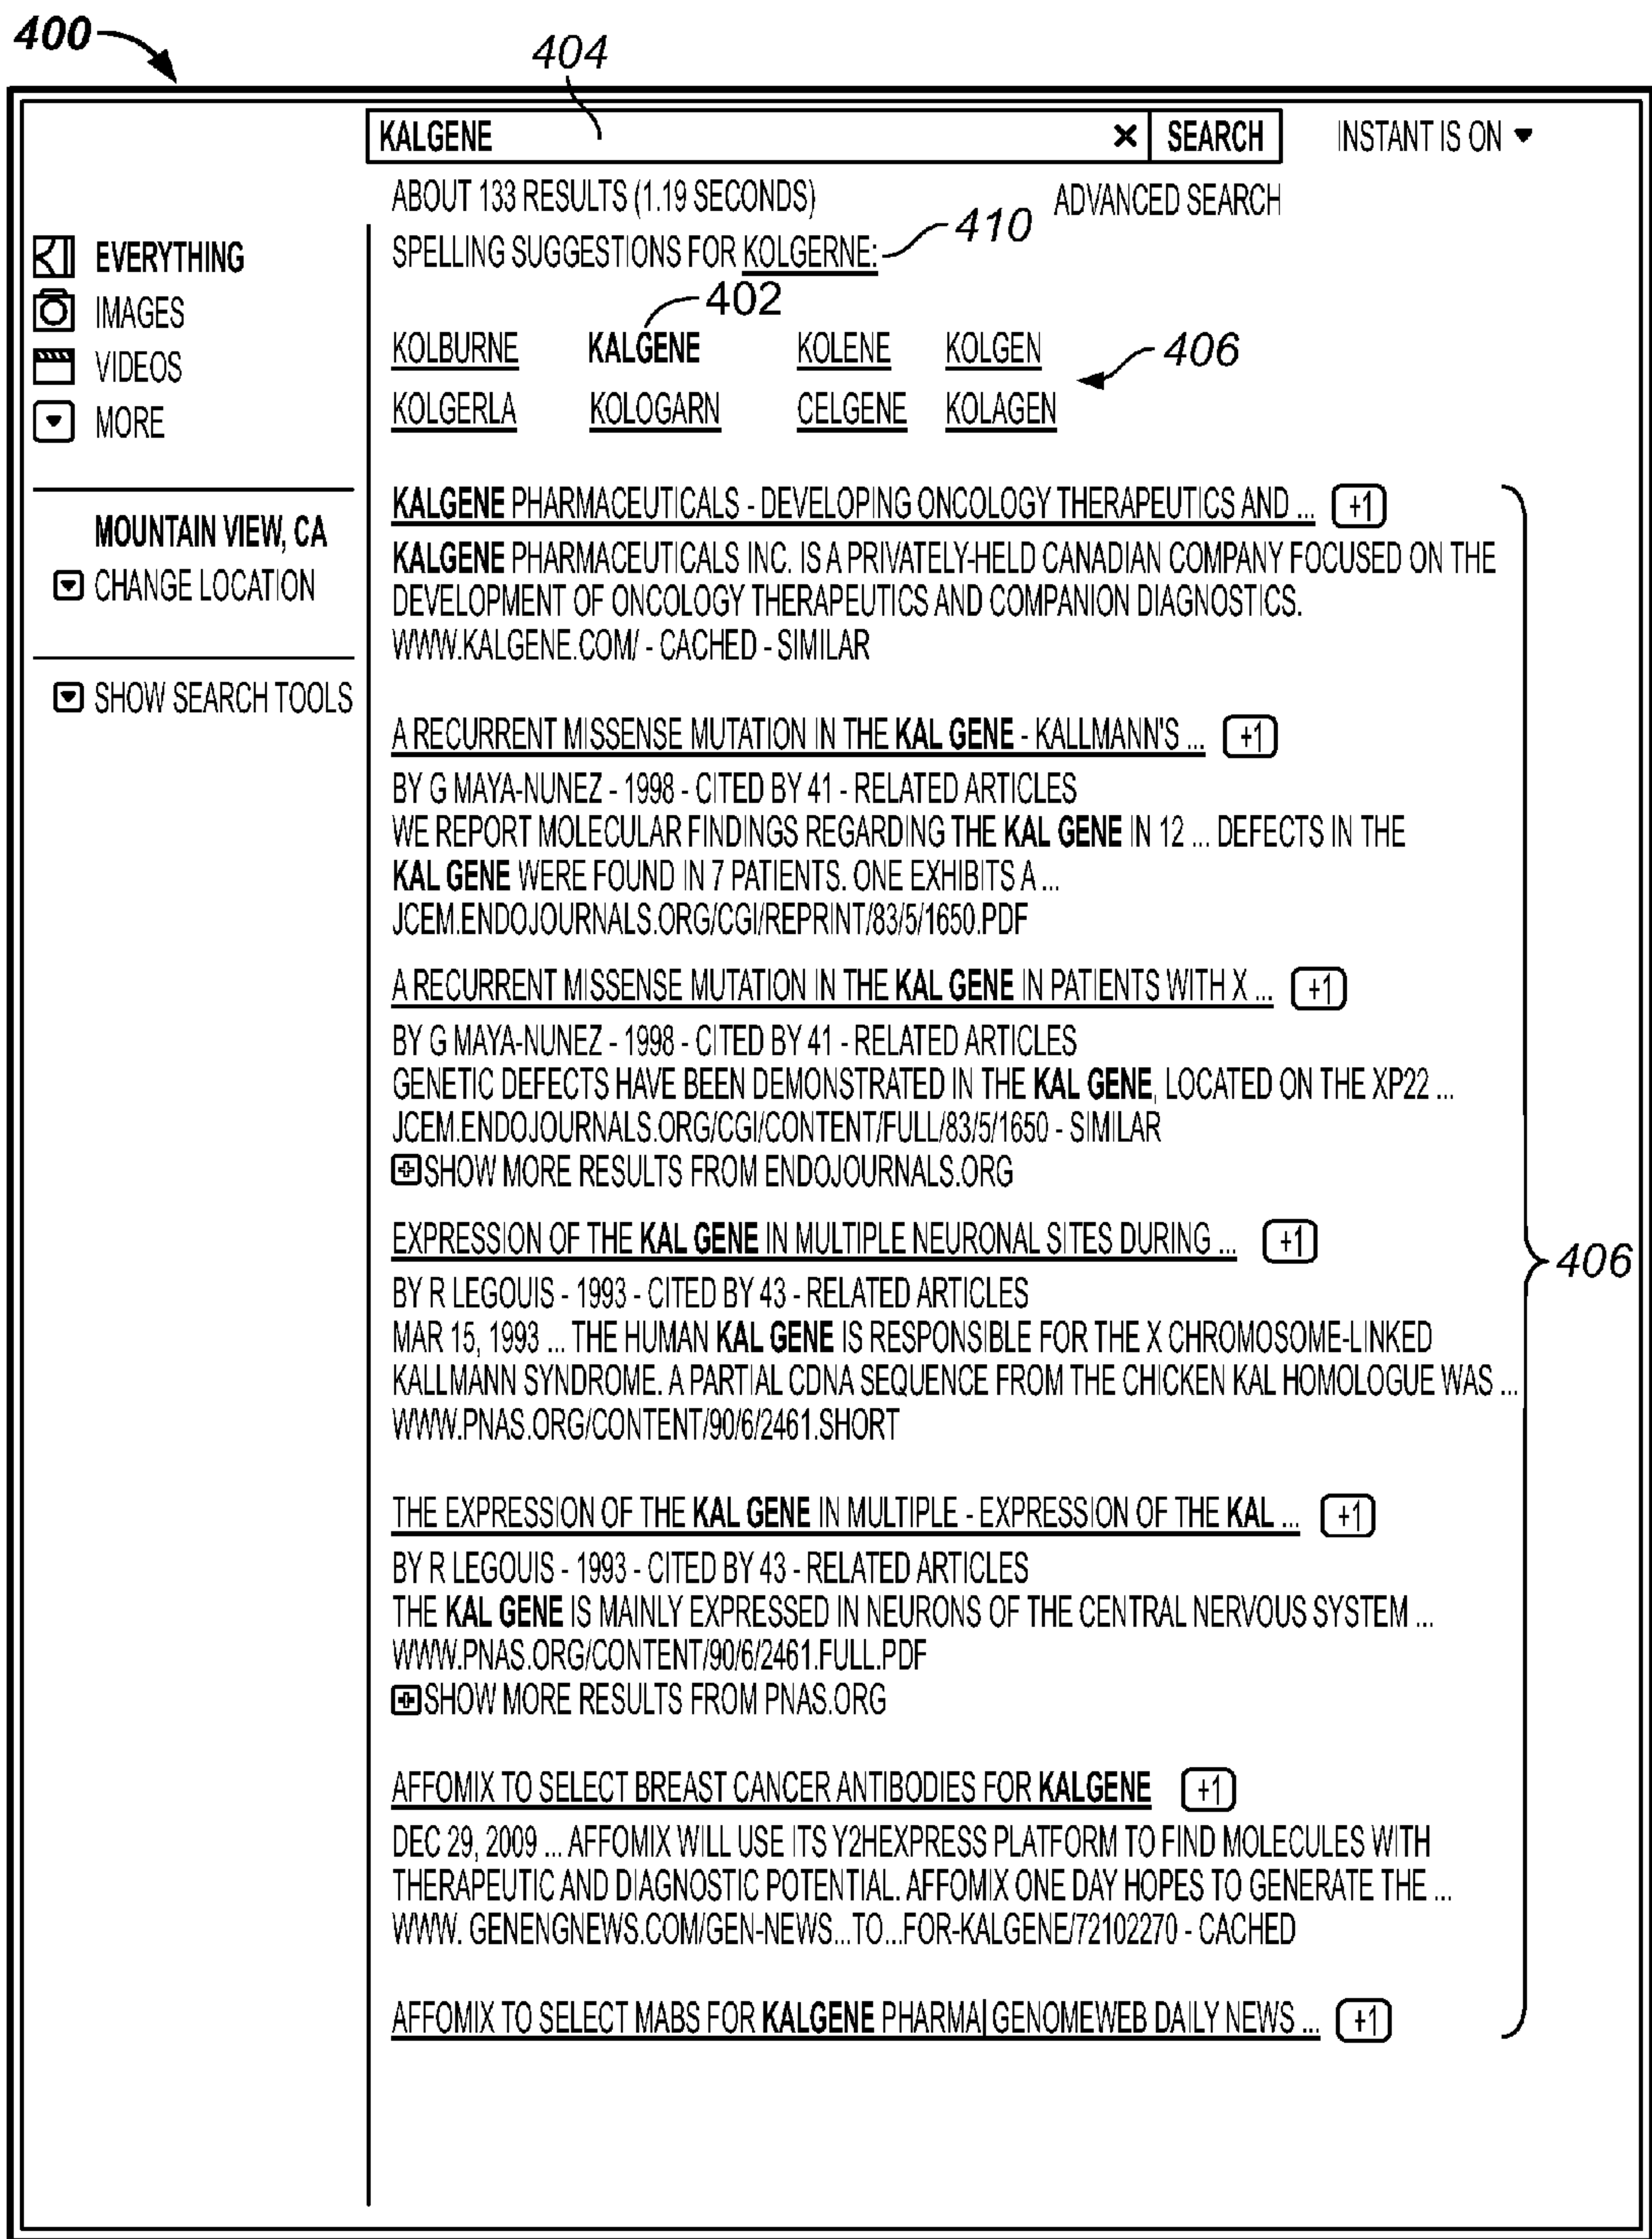 400
404
KALGENE × SEARCH INSTANT IS ON
ABOUT 133 RESULTS (1.19 SECONDS) ADVANCED SEARCH
SPELLING SUGGESTIONS FOR KOLGERNE: 410
402
KOLBURNE KALGENE KOLENE KOLGEN 406
KOLGERLA KOLOGARN CELGENE KOLAGEN
EVERYTHING
IMAGES
VIDEOS
MORE
MOUNTAIN VIEW, CA
CHANGE LOCATION
SHOW SEARCH TOOLS
KALGENE PHARMACEUTICALS - DEVELOPING ONCOLOGY THERAPEUTICS AND ... +1
KALGENE PHARMACEUTICALS INC. IS A PRIVATELY-HELD CANADIAN COMPANY FOCUSED ON THE
DEVELOPMENT OF ONCOLOGY THERAPEUTICS AND COMPANION DIAGNOSTICS.
WWW.KALGENE.COM/ - CACHED - SIMILAR
A RECURRENT MISSENSE MUTATION IN THE KAL GENE - KALLMANN'S ... +1
BY G MAYA-NUNEZ - 1998 - CITED BY 41 - RELATED ARTICLES
WE REPORT MOLECULAR FINDINGS REGARDING THE KAL GENE IN 12 ... DEFECTS IN THE
KAL GENE WERE FOUND IN 7 PATIENTS. ONE EXHIBITS A ...
JCEM.ENDOJOURNALS.ORG/CGI/REPRINT/83/5/1650.PDF
A RECURRENT MISSENSE MUTATION IN THE KAL GENE IN PATIENTS WITH X ... +1
BY G MAYA-NUNEZ - 1998 - CITED BY 41 - RELATED ARTICLES
GENETIC DEFECTS HAVE BEEN DEMONSTRATED IN THE KAL GENE, LOCATED ON THE XP22 ...
JCEM.ENDOJOURNALS.ORG/CGI/CONTENT/FULL/83/5/1650 - SIMILAR
SHOW MORE RESULTS FROM ENDOJOURNALS.ORG
EXPRESSION OF THE KAL GENE IN MULTIPLE NEURONAL SITES DURING ... +1
406
BY R LEGOUIS - 1993 - CITED BY 43 - RELATED ARTICLES
MAR 15, 1993 ... THE HUMAN KAL GENE IS RESPONSIBLE FOR THE X CHROMOSOME-LINKED
KALLMANN SYNDROME. A PARTIAL CDNA SEQUENCE FROM THE CHICKEN KAL HOMOLOGUE WAS ...
WWW.PNAS.ORG/CONTENT/90/6/2461.SHORT
THE EXPRESSION OF THE KAL GENE IN MULTIPLE - EXPRESSION OF THE KAL ... +1
BY R LEGOUIS - 1993 - CITED BY 43 - RELATED ARTICLES
THE KAL GENE IS MAINLY EXPRESSED IN NEURONS OF THE CENTRAL NERVOUS SYSTEM ...
WWW.PNAS.ORG/CONTENT/90/6/2461.FULL.PDF
SHOW MORE RESULTS FROM PNAS.ORG
AFFOMIX TO SELECT BREAST CANCER ANTIBODIES FOR KALGENE +1
DEC 29, 2009 ... AFFOMIX WILL USE ITS Y2HEXPRESS PLATFORM TO FIND MOLECULES WITH
THERAPEUTIC AND DIAGNOSTIC POTENTIAL. AFFOMIX ONE DAY HOPES TO GENERATE THE ...
WWW. GENENGNEWS.COM/GEN-NEWS...TO...FOR-KALGENE/72102270 - CACHED
AFFOMIX TO SELECT MABS FOR KALGENE PHARMA| GENOMEWEB DAILY NEWS ... +1